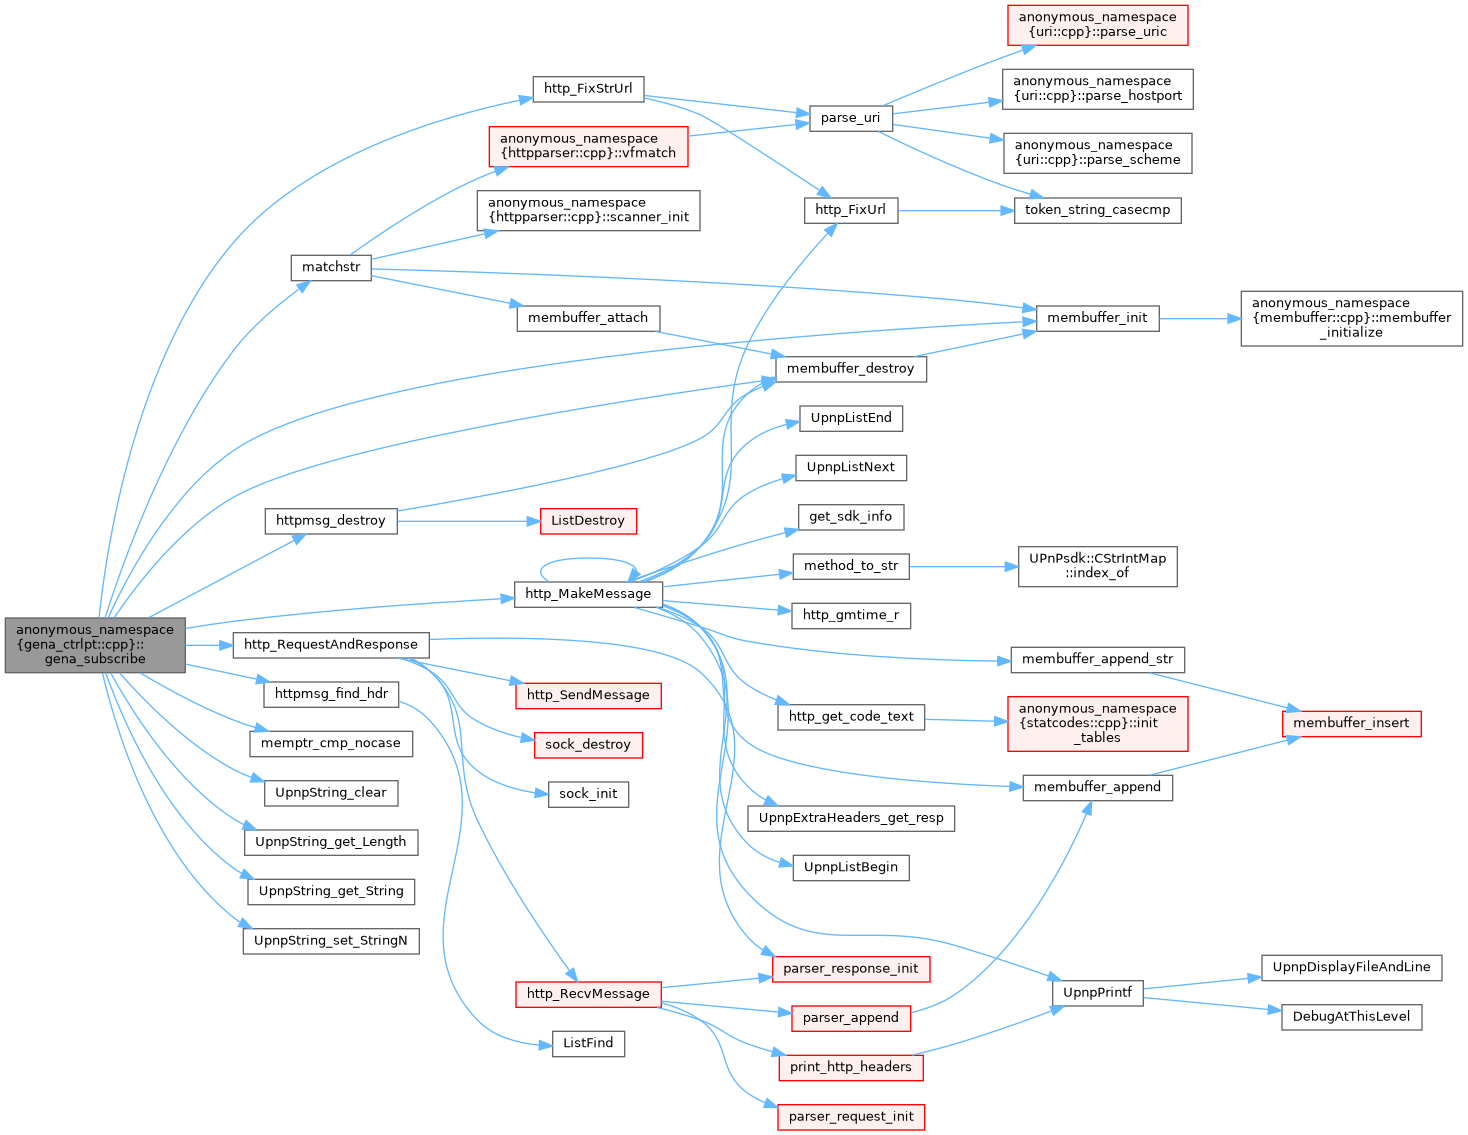 anonymous_namespace
{uri::cpp}::parse_uric
http_FixStrUrl
anonymous_namespace
{uri::cpp}::parse_hostport
parse_uri
anonymous_namespace
{httpparser::cpp}::vfmatch
anonymous_namespace
{uri::cpp}::parse_scheme
anonymous_namespace
{httpparser::cpp}::scanner_init
http_FixUrl
token_string_casecmp
matchstr
membuffer_attach
membuffer_init
anonymous_namespace
{membuffer::cpp}::membuffer
_initialize
membuffer_destroy
UpnpListEnd
UpnpListNext
httpmsg_destroy
ListDestroy
get_sdk_info
method_to_str
UPnPsdk::CStrIntMap
::index_of
http_MakeMessage
http_gmtime_r
anonymous_namespace
{gena_ctrlpt::cpp}::
gena_subscribe
http_RequestAndResponse
membuffer_append_str
httpmsg_find_hdr
http_SendMessage
http_get_code_text
anonymous_namespace
{statcodes::cpp}::init
_tables
membuffer_insert
memptr_cmp_nocase
sock_destroy
UpnpString_clear
sock_init
membuffer_append
UpnpExtraHeaders_get_resp
UpnpString_get_Length
UpnpListBegin
UpnpString_get_String
UpnpString_set_StringN
parser_response_init
UpnpDisplayFileAndLine
http_RecvMessage
UpnpPrintf
parser_append
DebugAtThisLevel
ListFind
print_http_headers
parser_request_init